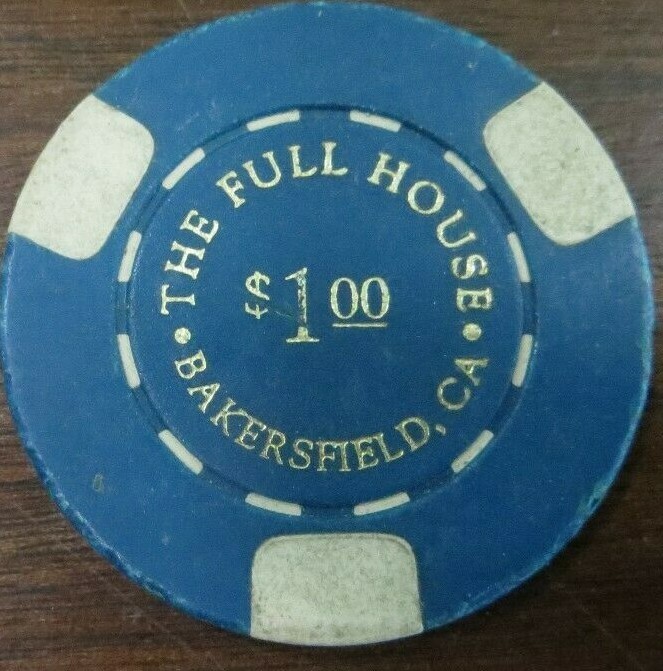 THE FULL HOUSE
$1 00
• BAKERSFIELD, CA •